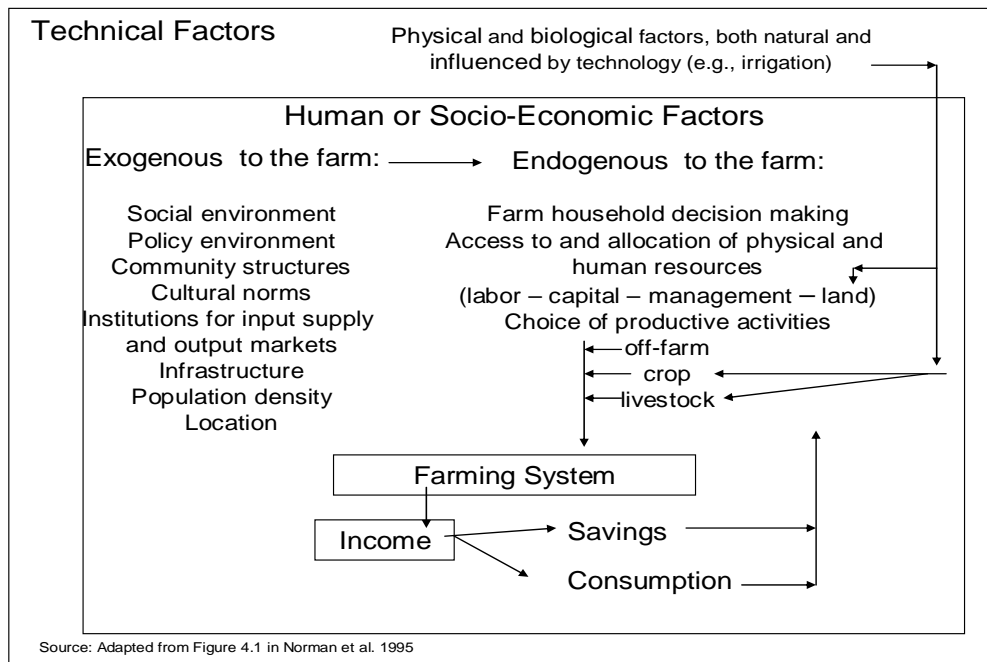 Technical Factors
Physical and biological factors, both natural and
influenced by technology (e.g., irrigation)
Human or Socio-Economic Factors
Exogenous to the farm:
Endogenous to the farm:
Social environment
Policy environment
Community structures
Cultural norms
Institutions for input supply
and output markets
Infrastructure
Population density
Location
Farm household decision making
Access to and allocation of physical and
human resources
(labor – capital – management – land)
Choice of productive activities
off-farm
crop
livestock
Farming System
Income
Savings
Consumption
Source: Adapted from Figure 4.1 in Norman et al. 1995